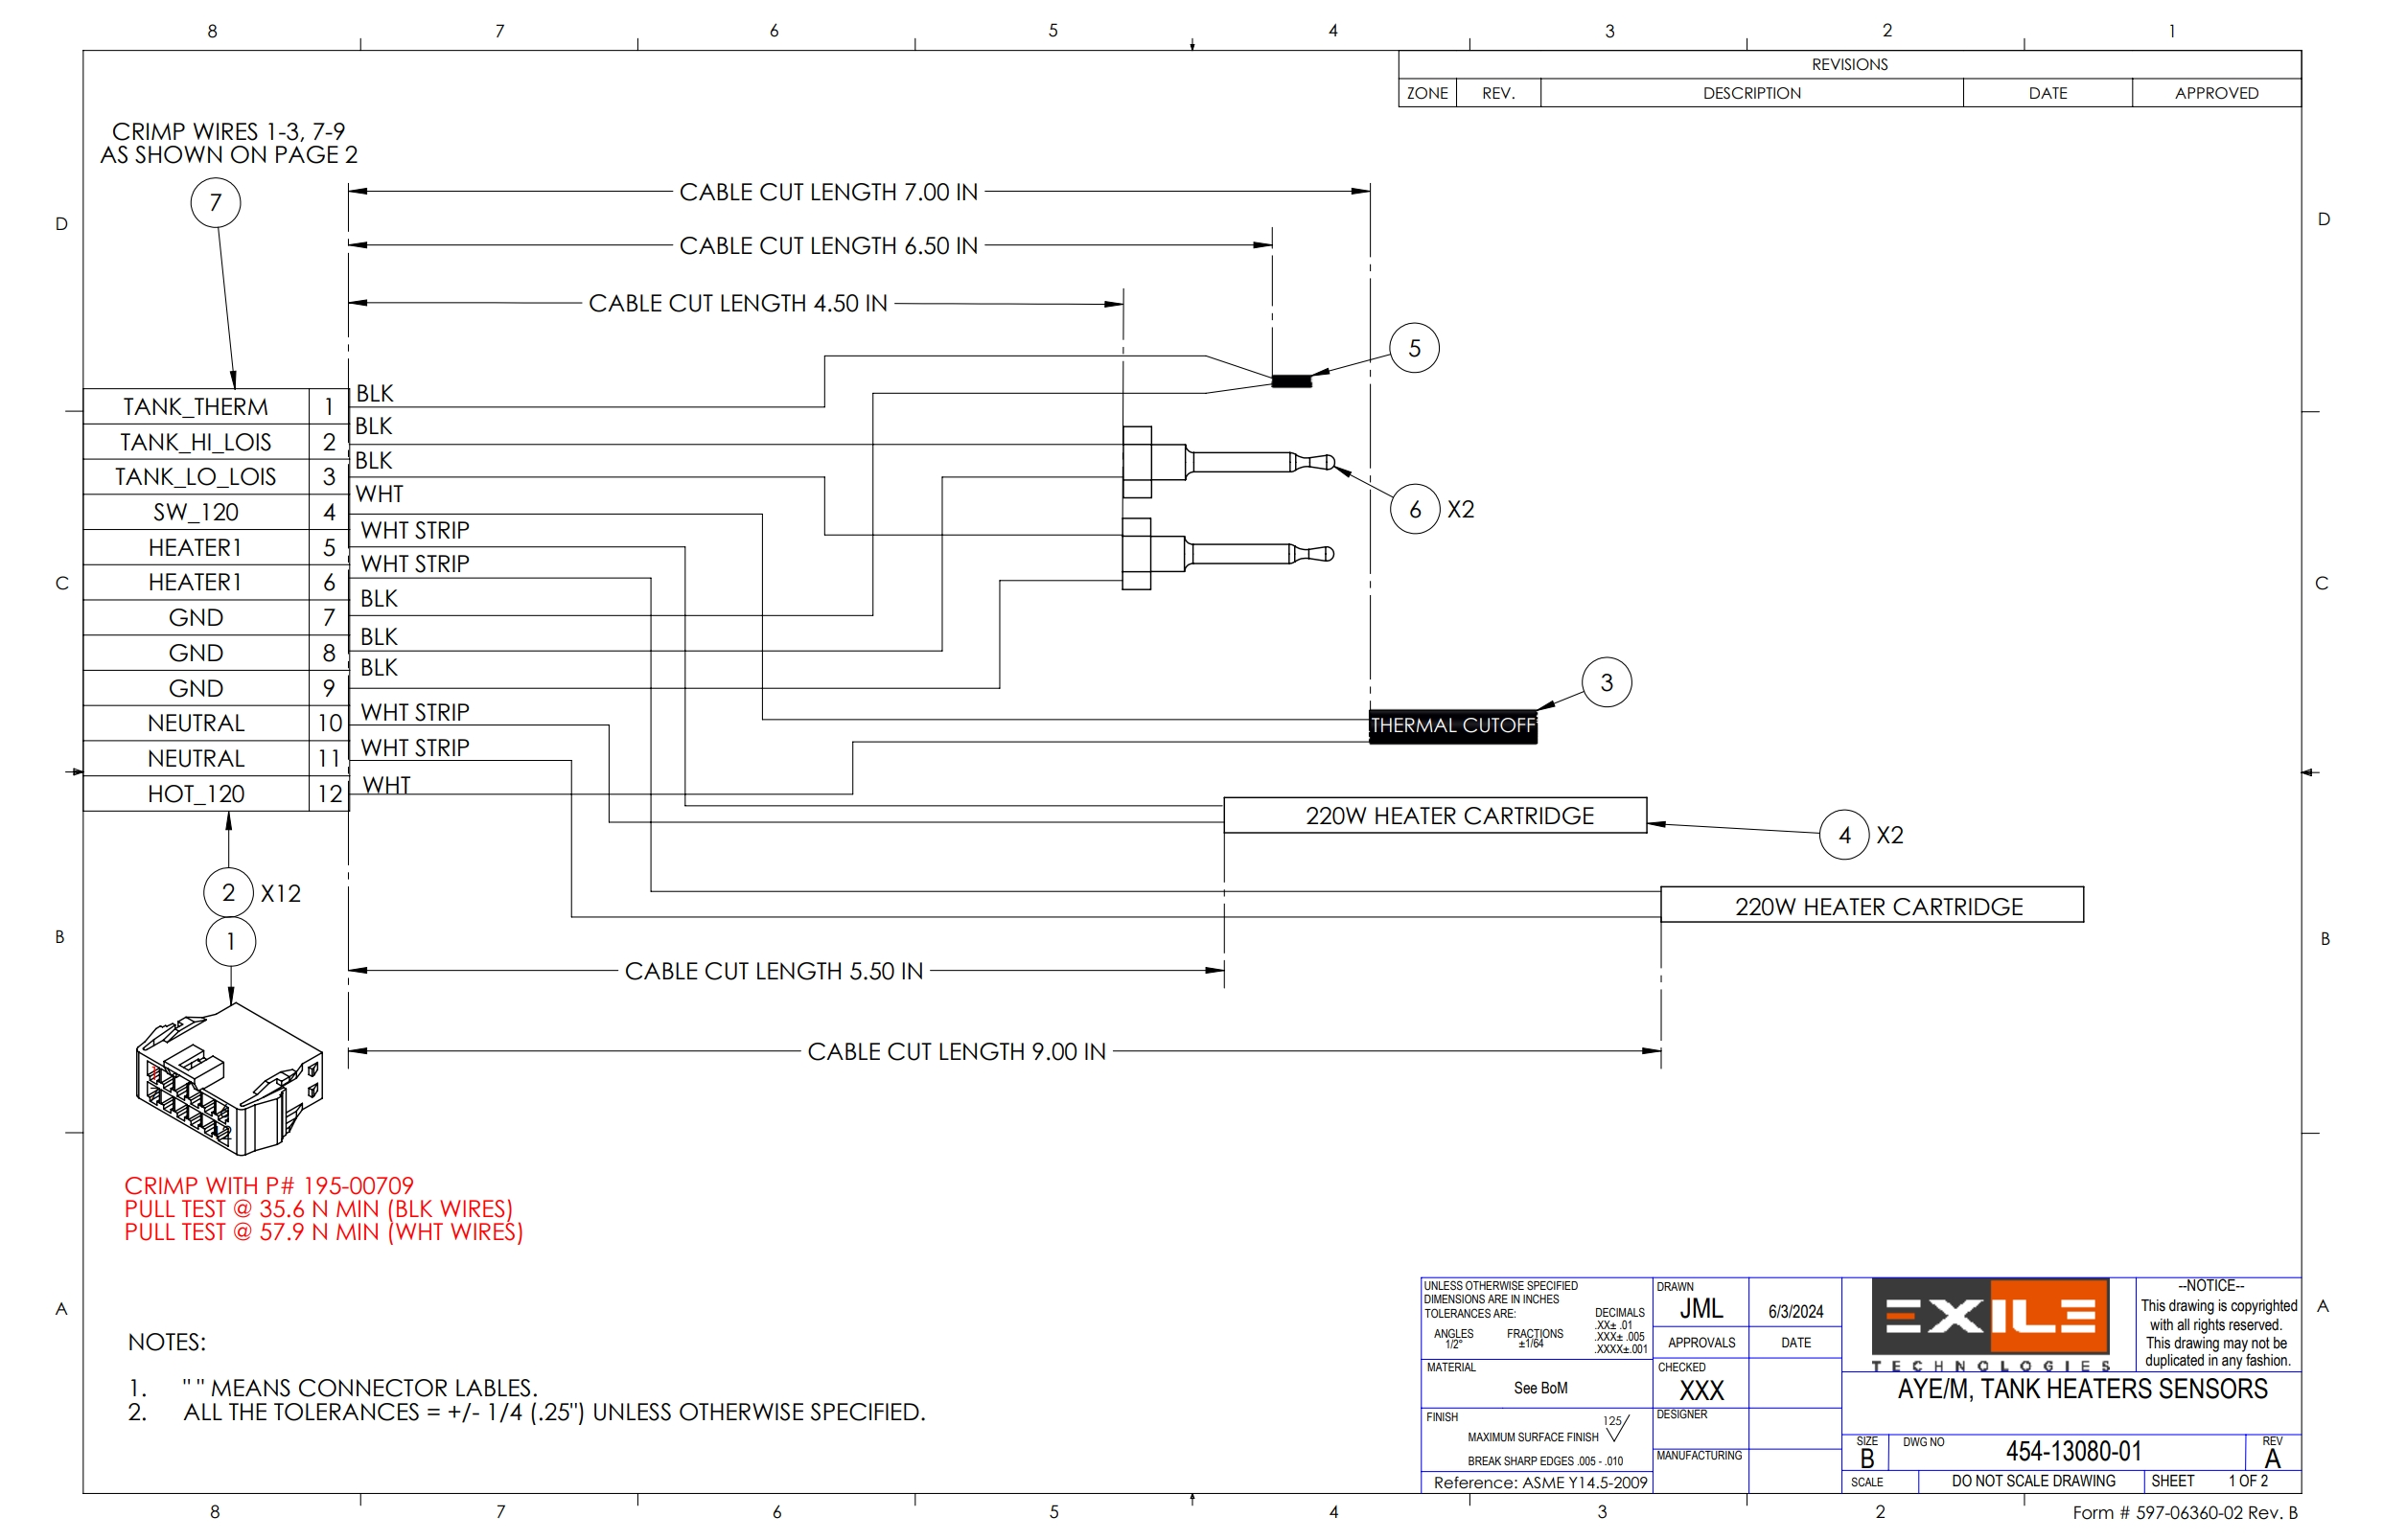 8 7 6 5 4 3 2 1
REVISIONS
ZONE REV. DESCRIPTION DATE APPROVED
CRIMP WIRES 1-3, 7-9
AS SHOWN ON PAGE 2
7
CABLE CUT LENGTH 7.00 IN
D D
CABLE CUT LENGTH 6.50 IN
CABLE CUT LENGTH 4.50 IN
5
TANK_THERM 1 BLK
TANK_HI_LOIS 2 BLK
TANK_LO_LOIS 3 BLK
6 X2
SW_120 4 WHT
HEATER1 5 WHT STRIP
HEATER1 6 WHT STRIP
C C
GND 7 BLK
GND 8 BLK
GND 9 BLK
3
NEUTRAL 10 WHT STRIP
THERMAL CUTOFF
NEUTRAL 11 WHT STRIP
HOT_120 12 WHT
220W HEATER CARTRIDGE
4 X2
2 X12
220W HEATER CARTRIDGE
1
B B
CABLE CUT LENGTH 5.50 IN
CABLE CUT LENGTH 9.00 IN
1
12
CRIMP WITH P# 195-00709
PULL TEST @ 35.6 N MIN (BLK WIRES)
PULL TEST @ 57.9 N MIN (WHT WIRES)
A A
NOTES:
1. " " MEANS CONNECTOR LABLES.
2. ALL THE TOLERANCES = +/- 1/4 (.25") UNLESS OTHERWISE SPECIFIED.
UNLESS OTHERWISE SPECIFIED
DIMENSIONS ARE IN INCHES
TOLERANCES ARE:
ANGLES
1/2°
FRACTIONS
±1/64
DECIMALS
.XX± .01
.XXX± .005
.XXXX±.001
MATERIAL
See BoM
FINISH
125
MAXIMUM SURFACE FINISH
BREAK SHARP EDGES .005 - .010
Reference: ASME Y14.5-2009
DRAWN
JML 6/3/2024
APPROVALS DATE
CHECKED
XXX
DESIGNER
MANUFACTURING
EXILE
TECHNOLOGIES
--NOTICE--
This drawing is copyrighted
with all rights reserved.
This drawing may not be
duplicated in any fashion.
AYE/M, TANK HEATERS SENSORS
SIZE
B
DWG NO
454-13080-01
REV
A
SCALE DO NOT SCALE DRAWING SHEET 1 OF 2
8 7 6 5 4 3 2
Form # 597-06360-02 Rev. B